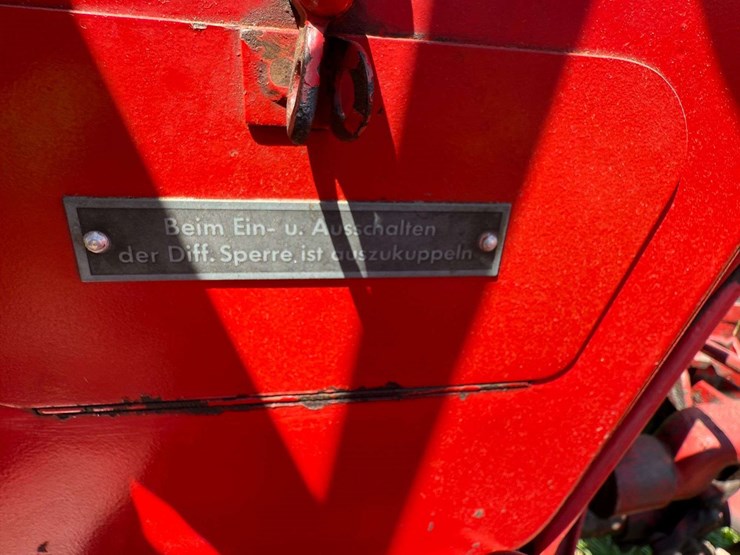 Beim Ein- u. Ausschalten
der Diff. Sperre, ist auszukuppeln